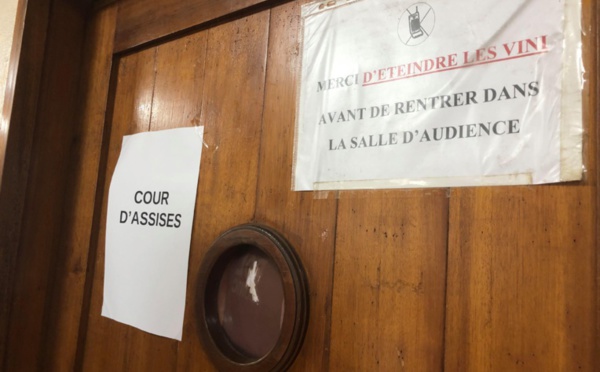 MERCI D'ETEINDRE LES VINI
AVANT DE RENTRER DANS
LA SALLE D'AUDIENCE
COUR
D'ASSISES